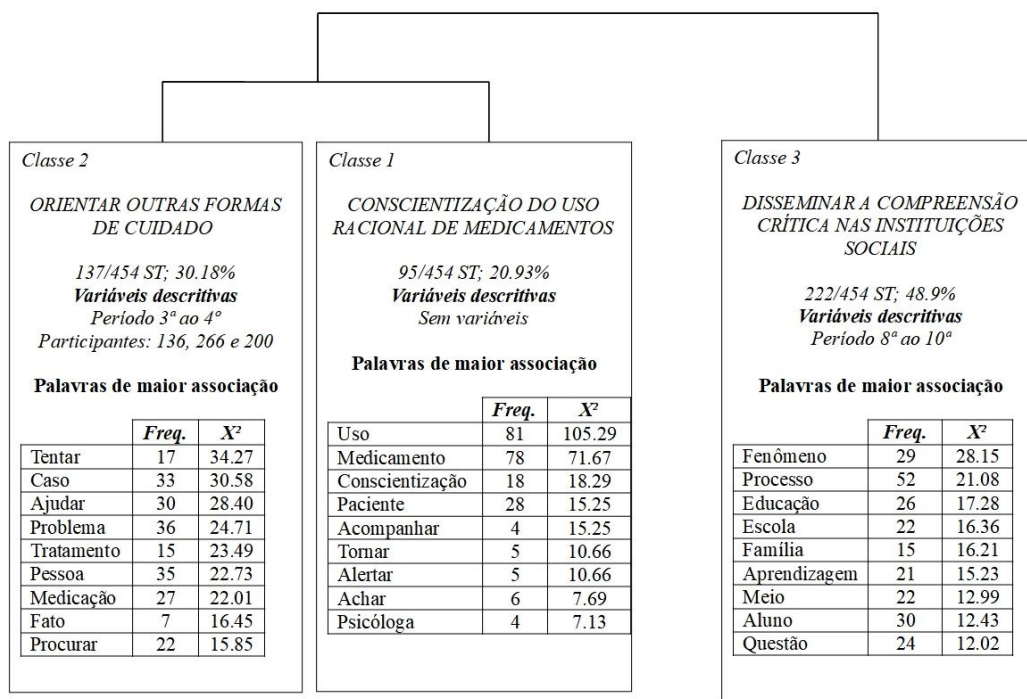 Classe 2
ORIENTAR OUTRAS FORMAS
DE CUIDADO
137/454 ST; 30.18%
Variáveis descritivas
Período 3ª ao 4º
Participantes: 136, 266 e 200
Palavras de maior associação
Freq. X²
Tentar 17 34.27
Caso 33 30.58
Ajudar 30 28.40
Problema 36 24.71
Tratamento 15 23.49
Pessoa 35 22.73
Medicação 27 22.01
Fato 7 16.45
Procurar 22 15.85
Classe 1
CONSCIENTIZAÇÃO DO USO
RACIONAL DE MEDICAMENTOS
95/454 ST; 20.93%
Variáveis descritivas
Sem variáveis
Palavras de maior associação
Freq. X²
Uso 81 105.29
Medicamento 78 71.67
Conscientização 18 18.29
Paciente 28 15.25
Acompanhar 4 15.25
Tornar 5 10.66
Alertar 5 10.66
Achar 6 7.69
Psicóloga 4 7.13
Classe 3
DISSEMINAR A COMPREENSÃO
CRÍTICA NAS INSTITUIÇÕES
SOCIAIS
222/454 ST; 48.9%
Variáveis descritivas
Período 8ª ao 10ª
Palavras de maior associação
Freq. X²
Fenômeno 29 28.15
Processo 52 21.08
Educação 26 17.28
Escola 22 16.36
Família 15 16.21
Aprendizagem 21 15.23
Meio 22 12.99
Aluno 30 12.43
Questão 24 12.02